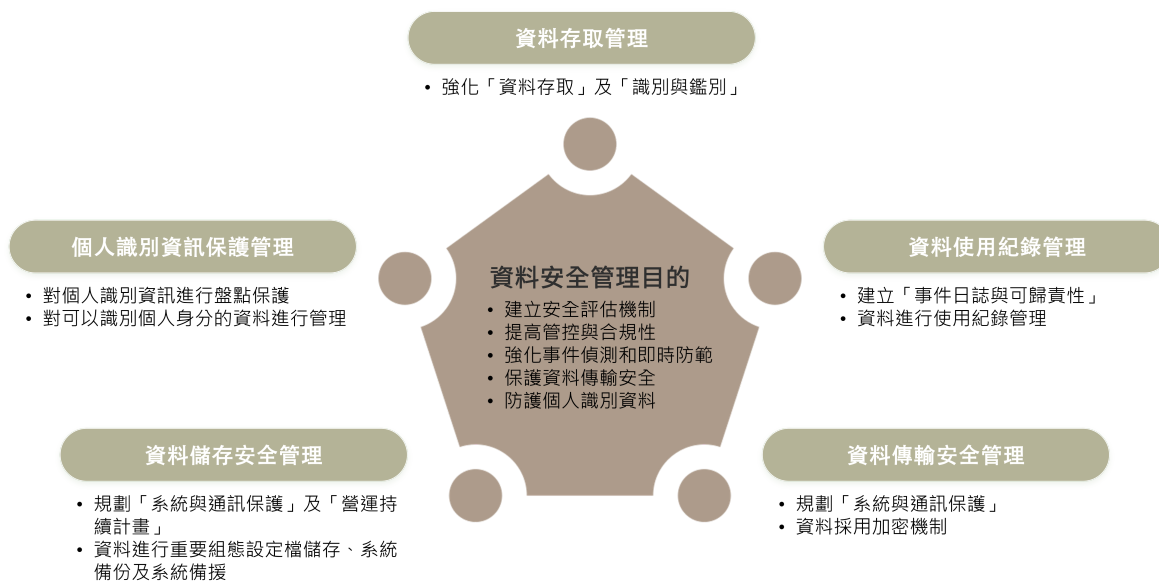 資料存取管理
• 強化「資料存取」及「識別與鑑別」
個人識別資訊保護管理
• 對個人識別資訊進行盤點保護
• 對可以識別個人身分的資料進行管理
資料使用紀錄管理
• 建立「事件日誌與可歸責性」
• 資料進行使用紀錄管理
資料安全管理目的
• 建立安全評估機制
• 提高管控與合規性
• 強化事件偵測和即時防範
• 保護資料傳輸安全
• 防護個人識別資料
資料儲存安全管理
• 規劃「系統與通訊保護」及「營運持
續計畫」
• 資料進行重要組態設定檔儲存、系統
備份及系統備援
資料傳輸安全管理
• 規劃「系統與通訊保護」
• 資料採用加密機制